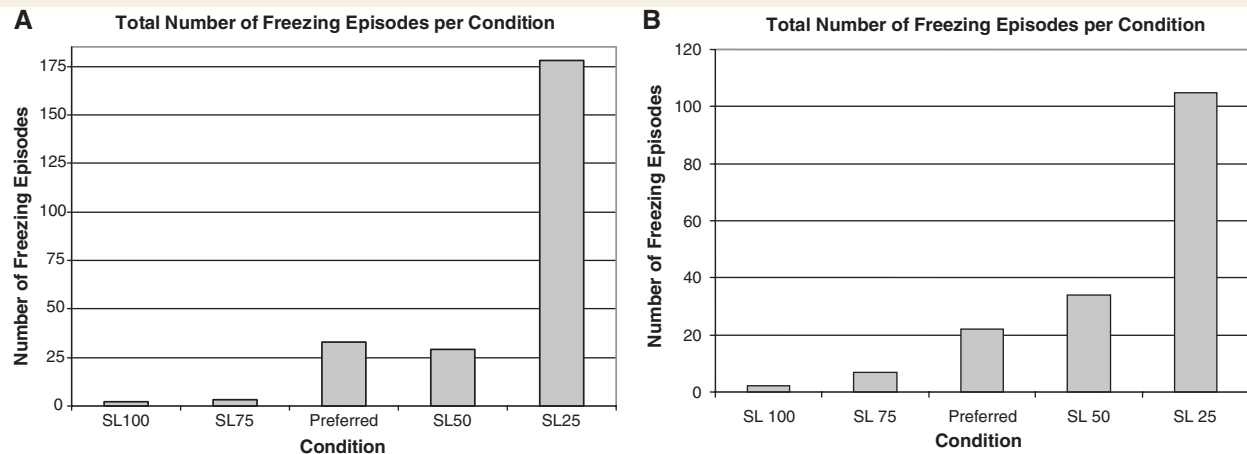 A
Total Number of Freezing Episodes per Condition
Number of Freezing Episodes
175
150
125
100
75
50
25
0
SL100 SL75 Preferred SL50 SL25
Condition
B
Total Number of Freezing Episodes per Condition
Number of Freezing Episodes
120
100
80
60
40
20
0
SL 100 SL 75 Preferred SL 50 SL 25
Condition